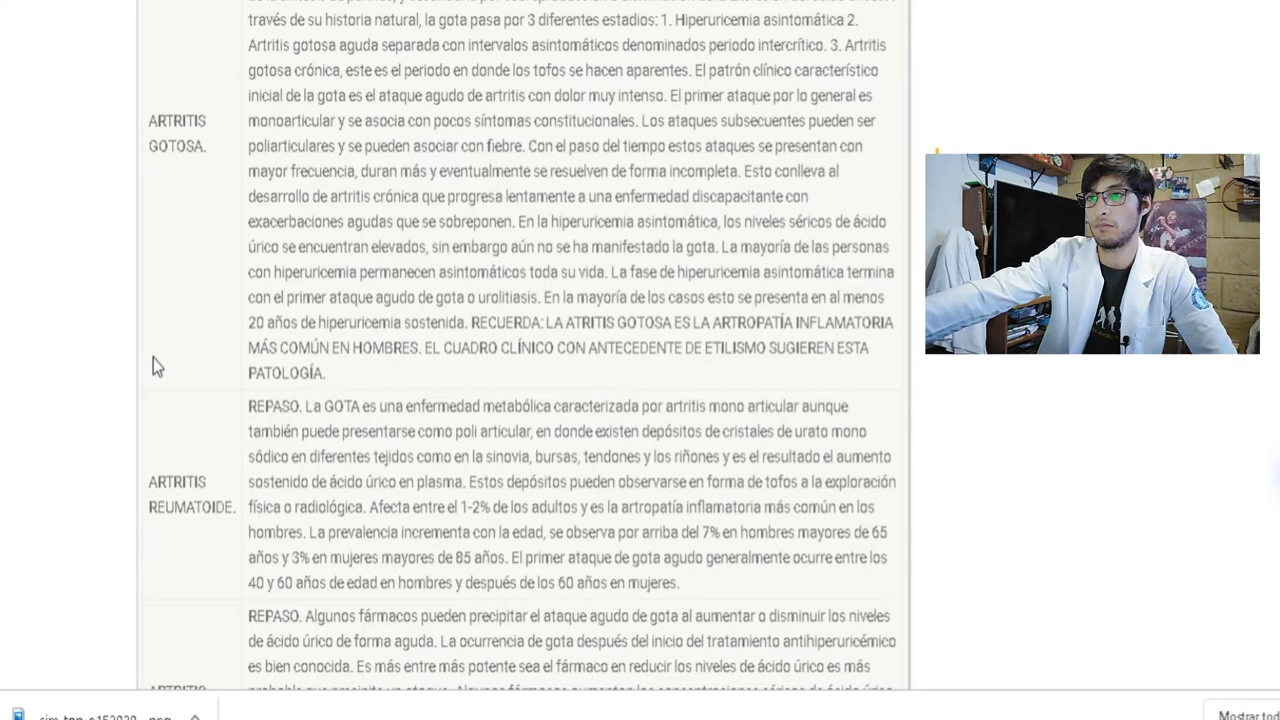 través de su historia natural, la gota pasa por 3 diferentes estadios: 1. Hiperuricemia asintomática 2.
Artritis gotosa aguda separada con intervalos asintomáticos denominados periodo intercrítico. 3. Artritis
gotosa crónica, este es el periodo en donde los tofos se hacen aparentes. El patrón clínico característico
inicial de la gota es el ataque agudo de artritis con dolor muy intenso. El primer ataque por lo general es
ARTRITIS
GOTOSA.
monoarticular y se asocia con pocos síntomas constitucionales. Los ataques subsecuentes pueden ser
poliarticulares y se pueden asociar con fiebre. Con el paso del tiempo estos ataques se presentan con
mayor frecuencia, duran más y eventualmente se resuelven de forma incompleta. Esto conlleva al
desarrollo de artritis crónica que progresa lentamente a una enfermedad discapacitante con
exacerbaciones agudas que se sobreponen. En la hiperuricemia asintomática, los niveles séricos de ácido
úrico se encuentran elevados, sin embargo aún no se ha manifestado la gota. La mayoría de las personas
con hiperuricemia permanecen asintomáticos toda su vida. La fase de hiperuricemia asintomática termina
con el primer ataque agudo de gota o urolitiasis. En la mayoría de los casos esto se presenta en al menos
20 años de hiperuricemia sostenida. RECUERDA: LA ATRITIS GOTOSA ES LA ARTROPATÍA INFLAMATORIA
MÁS COMÚN EN HOMBRES. EL CUADRO CLÍNICO CON ANTECEDENTE DE ETILISMO SUGIEREN ESTA
PATOLOGÍA.
ARTRITIS
REUMATOIDE.
REPASO. La GOTA es una enfermedad metabólica caracterizada por artritis mono articular aunque
también puede presentarse como poli articular, en donde existen depósitos de cristales de urato mono
sódico en diferentes tejidos como en la sinovia, bursas, tendones y los riñones y es el resultado el aumento
sostenido de ácido úrico en plasma. Estos depósitos pueden observarse en forma de tofos a la exploración
física o radiológica. Afecta entre el 1-2% de los adultos y es la artropatía inflamatoria más común en los
hombres. La prevalencia incrementa con la edad, se observa por arriba del 7% en hombres mayores de 65
años y 3% en mujeres mayores de 85 años. El primer ataque de gota agudo generalmente ocurre entre los
40 y 60 años de edad en hombres y después de los 60 años en mujeres.
REPASO. Algunos fármacos pueden precipitar el ataque agudo de gota al aumentar o disminuir los niveles
de ácido úrico de forma aguda. La ocurrencia de gota después del inicio del tratamiento antihiperuricémico
es bien conocida. Es más entre más potente sea el fármaco en reducir los niveles de ácido úrico es más
ARTRITIS
Mostrar tod